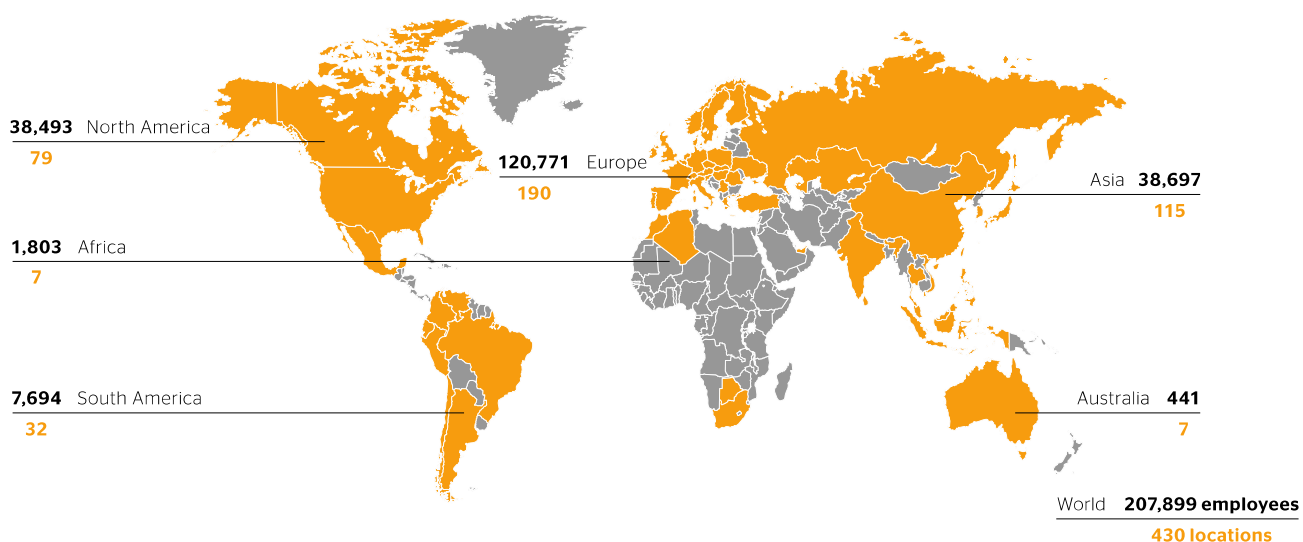 38,493 North America
79
120,771 Europe
190
Asia 38,697
115
1,803 Africa
7
7,694 South America
32
Australia 441
7
World 207,899 employees
430 locations